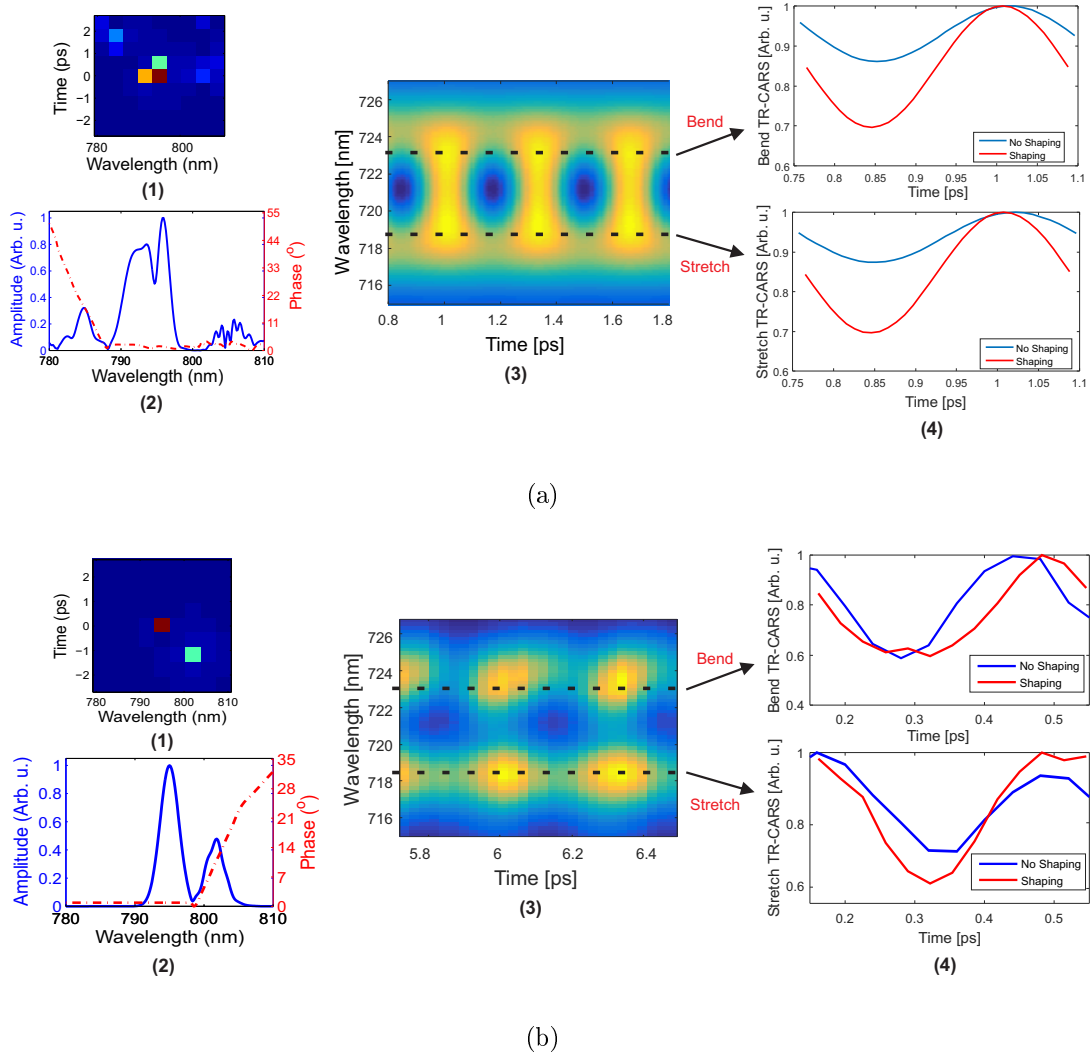 2
1
0
−1
−2
Time (ps)
780 800
Wavelength (nm)
(1)
1
0.8
0.6
0.4
0.2
0
Amplitude (Arb. u.)
55
44
33
22
11
0
Phase (°)
780 790 800 810
Wavelength (nm)
(2)
726
724
722
720
718
716
Wavelength [nm]
0.8 1 1.2 1.4 1.6 1.8
Time [ps]
(3)
Bend
Stretch
1
0.9
0.8
0.7
0.6
Bend TR-CARS [Arb. u.]
No Shaping
Shaping
0.75 0.8 0.85 0.9 0.95 1 1.05 1.1
Time [ps]
1
0.9
0.8
0.7
0.6
Stretch TR-CARS [Arb. u.]
No Shaping
Shaping
0.75 0.8 0.85 0.9 0.95 1 1.05 1.1
Time [ps]
(4)
(a)
2
1
0
−1
−2
Time (ps)
780 790 800 810
Wavelength (nm)
(1)
1
0.8
0.6
0.4
0.2
0
Amplitude (Arb. u.)
35
28
21
14
7
0
Phase (°)
780 790 800 810
Wavelength (nm)
(2)
726
724
722
720
718
716
Wavelength [nm]
5.8 6 6.2 6.4
Time [ps]
(3)
Bend
Stretch
1
0.8
0.6
0.4
Bend TR-CARS [Arb. u.]
No Shaping
Shaping
0.2 0.3 0.4 0.5
Time [ps]
1
0.8
0.6
Stretch TR-CARS [Arb. u.]
No Shaping
Shaping
0.2 0.3 0.4 0.5
Time [ps]
(4)
(b)